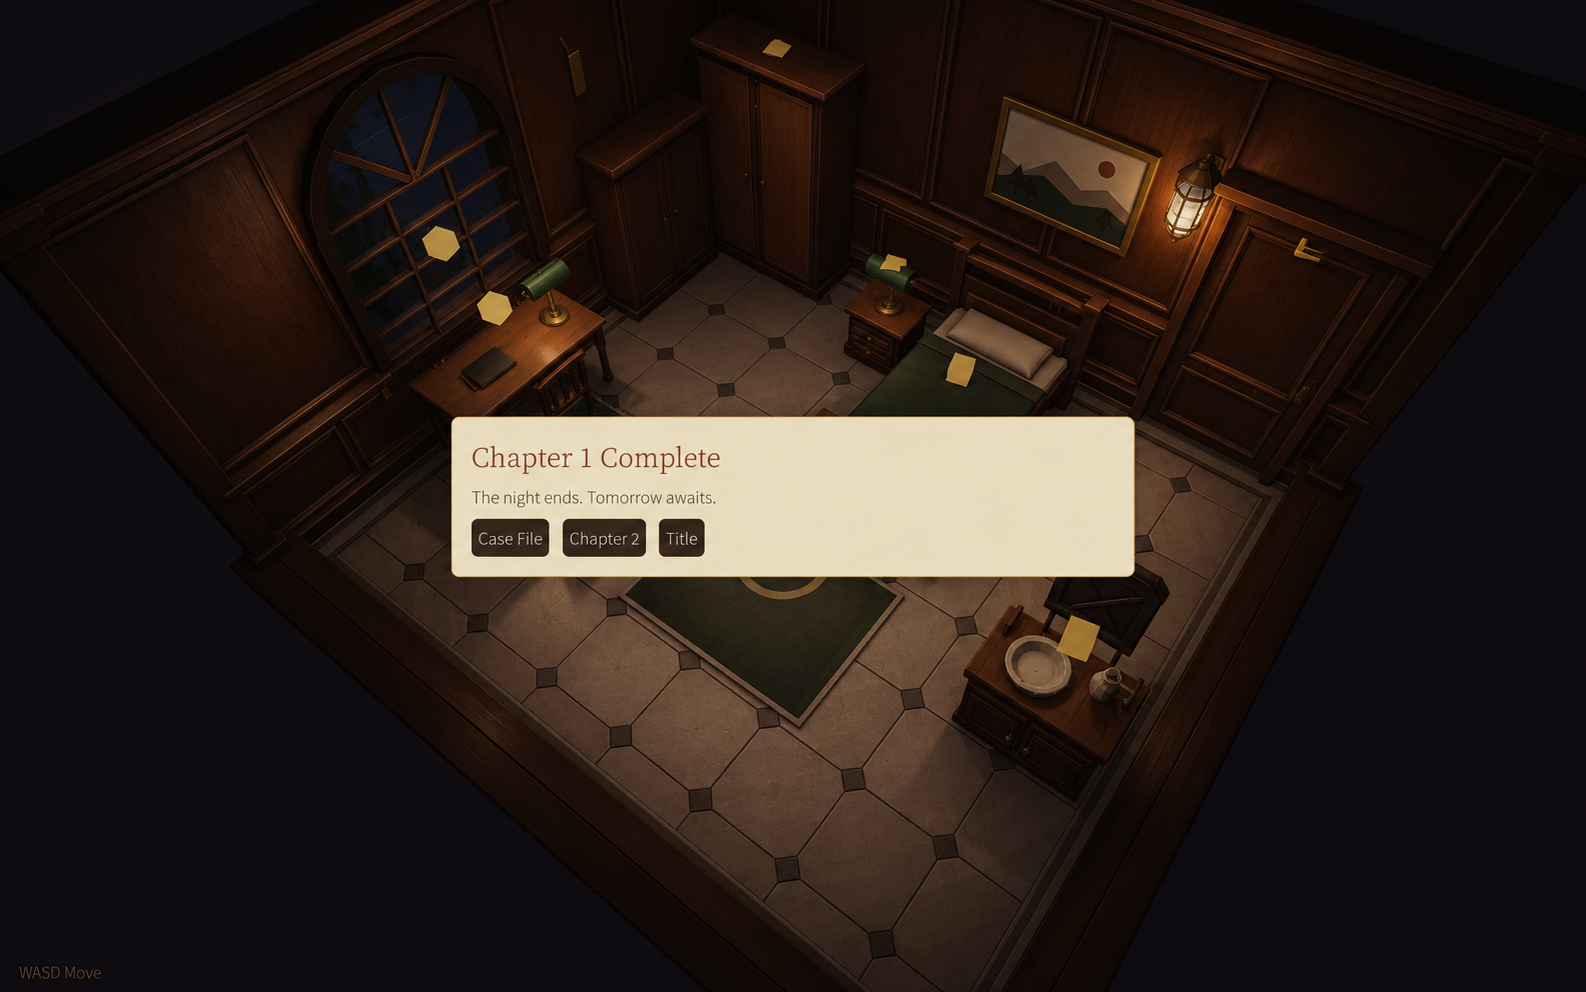 Chapter 1 Complete
The night ends. Tomorrow awaits.
Case File
Chapter 2
Title
WASD Move